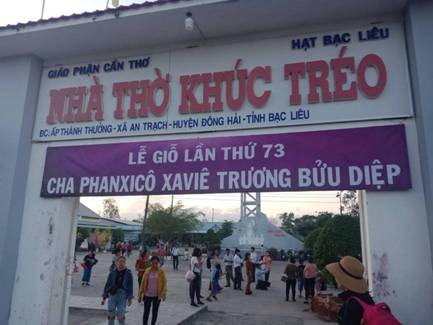 GIÁO PHẬN CẦN THƠ
HẠT BẠC LIÊU
NHÀ THỜ KHÚC TRÉO
ĐC: ẤP THÀNH THƯỞNG - XÃ AN TRẠCH - HUYỆN ĐÔNG HẢI - TỈNH BẠC LIÊU
LỄ GIỖ LẦN THỨ 73
CHA PHANXICÔ XAVIÊ TRƯƠNG BỬU DIỆP